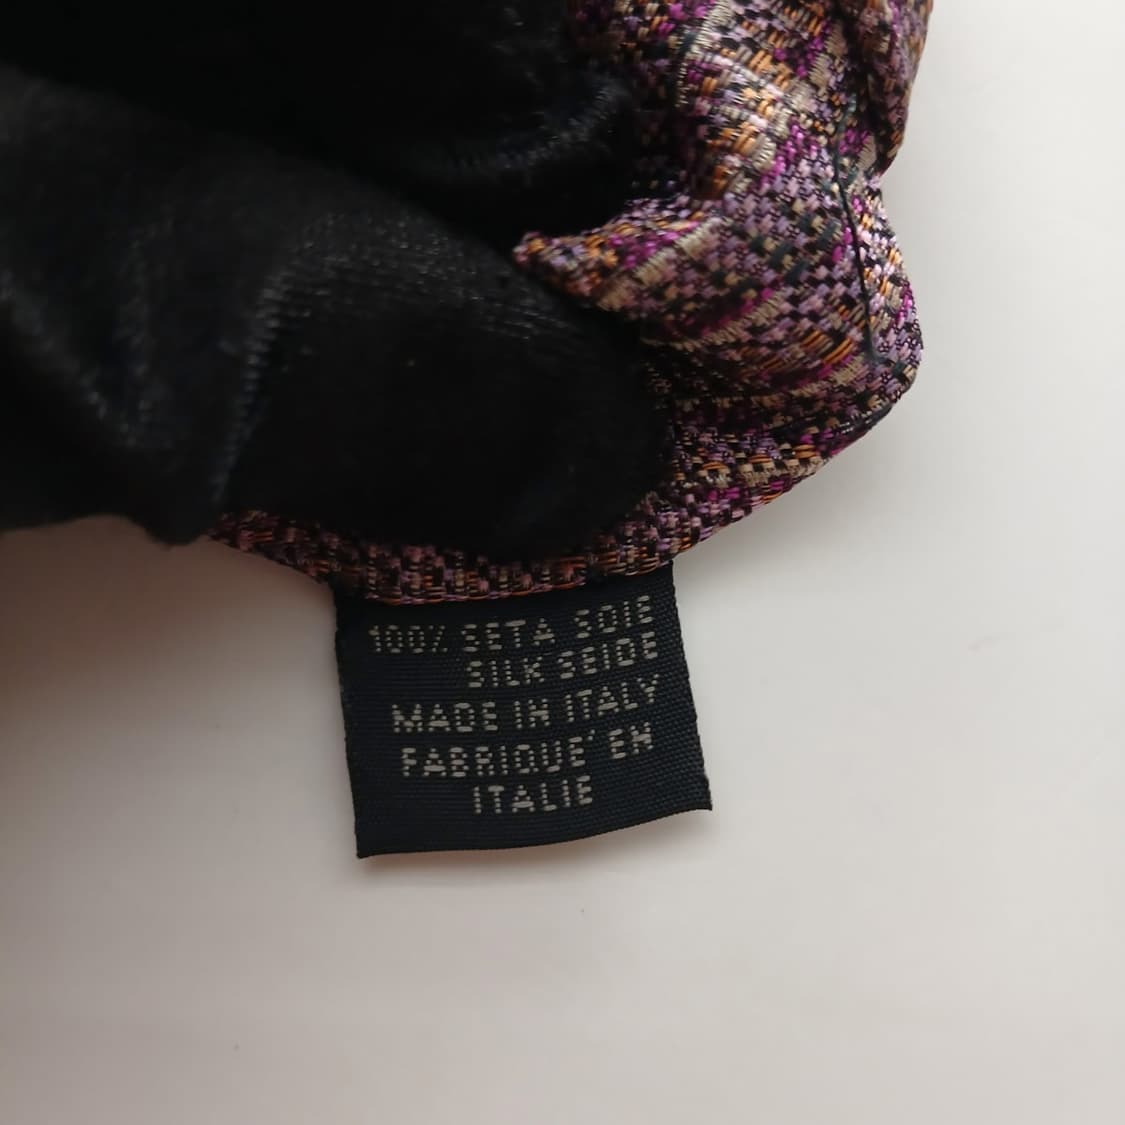 100% SETA SOIE
SILK SEIDE
MADE IN ITALY
FABRIQUE' EN
ITALIE